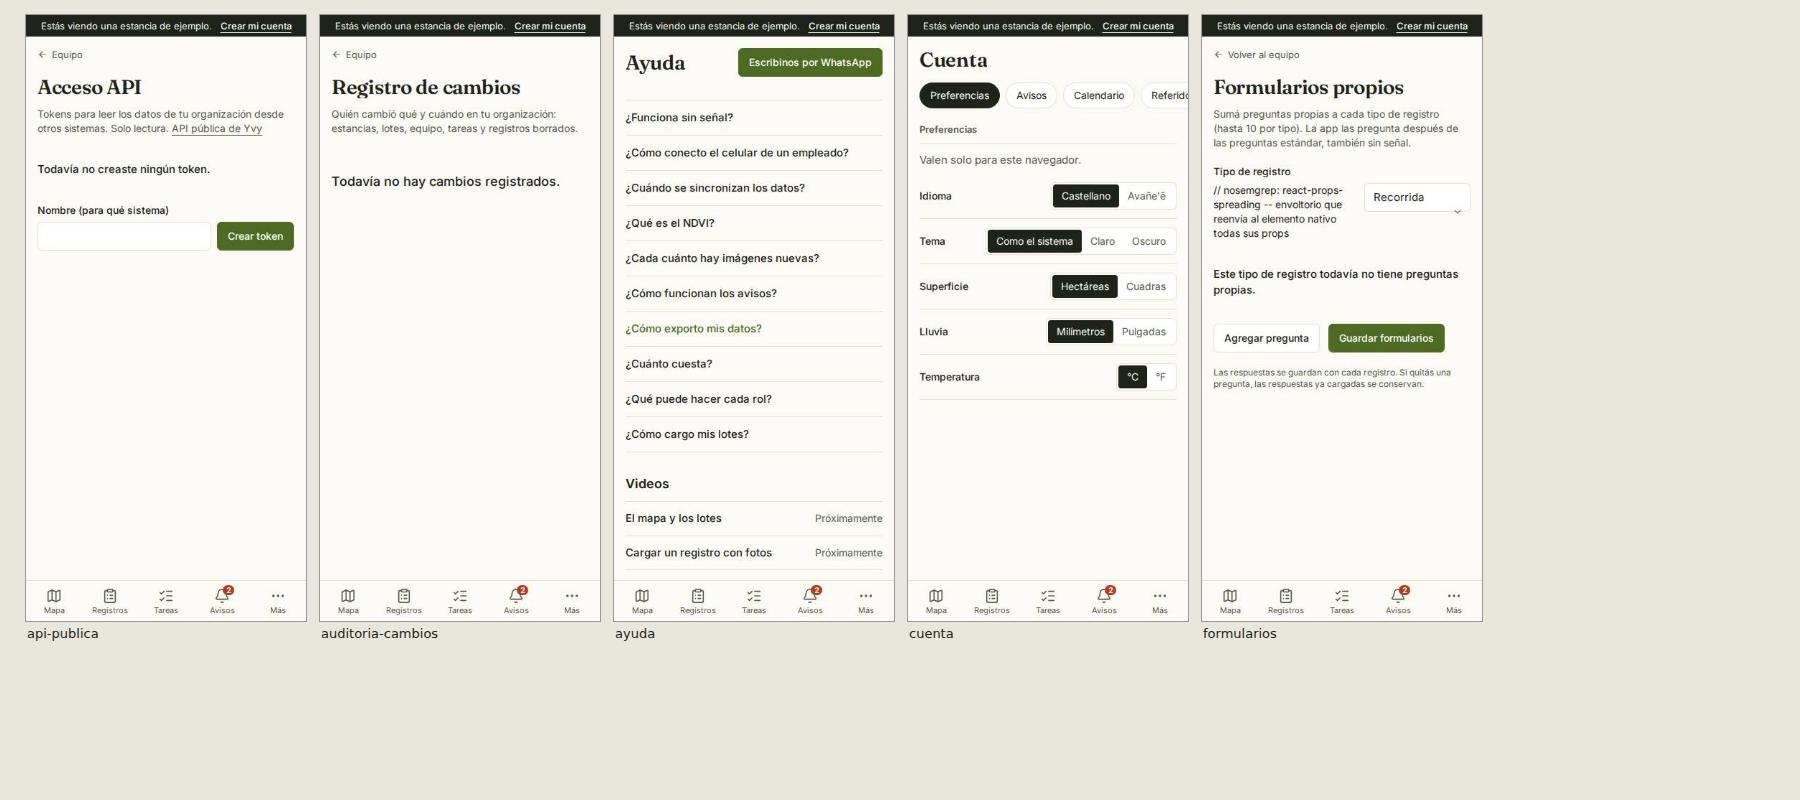 Estás viendo una estancia de ejemplo. Crear mi cuenta
Equipo
Acceso API
Tokens para leer los datos de tu organización desde
otros sistemas. Solo lectura. API pública de Yvy
Todavía no creaste ningún token.
Nombre (para qué sistema)
Crear token
Mapa
Registros
Tareas
2
Avisos
Más
api-publica
Estás viendo una estancia de ejemplo. Crear mi cuenta
Equipo
Registro de cambios
Quién cambió qué y cuándo en tu organización:
estancias, lotes, equipo, tareas y registros borrados.
Todavía no hay cambios registrados.
Mapa
Registros
Tareas
2
Avisos
Más
auditoria-cambios
Estás viendo una estancia de ejemplo. Crear mi cuenta
Ayuda
Escribinos por WhatsApp
¿Funciona sin señal?
¿Cómo conecto el celular de un empleado?
¿Cuándo se sincronizan los datos?
¿Qué es el NDVI?
¿Cada cuánto hay imágenes nuevas?
¿Cómo funcionan los avisos?
¿Cómo exporto mis datos?
¿Cuánto cuesta?
¿Qué puede hacer cada rol?
¿Cómo cargo mis lotes?
Videos
El mapa y los lotes Próximamente
Cargar un registro con fotos Próximamente
Mapa
Registros
Tareas
2
Avisos
Más
ayuda
Estás viendo una estancia de ejemplo. Crear mi cuenta
Cuenta
Preferencias Avisos Calendario Referido
Preferencias
Valen solo para este navegador.
Idioma Castellano Avañe'ẽ
Tema Como el sistema Claro Oscuro
Superficie Hectáreas Cuadras
Lluvia Milímetros Pulgadas
Temperatura °C °F
Mapa
Registros
Tareas
2
Avisos
Más
cuenta
Estás viendo una estancia de ejemplo. Crear mi cuenta
Volver al equipo
Formularios propios
Sumá preguntas propias a cada tipo de registro
(hasta 10 por tipo). La app las pregunta después de
las preguntas estándar, también sin señal.
Tipo de registro
// nosemgrep: react-props-
spreading -- envoltorio que
reenvía al elemento nativo
todas sus props
Recorrida
Este tipo de registro todavía no tiene preguntas
propias.
Agregar pregunta Guardar formularios
Las respuestas se guardan con cada registro. Si quitás una
pregunta, las respuestas ya cargadas se conservan.
Mapa
Registros
Tareas
2
Avisos
Más
formularios